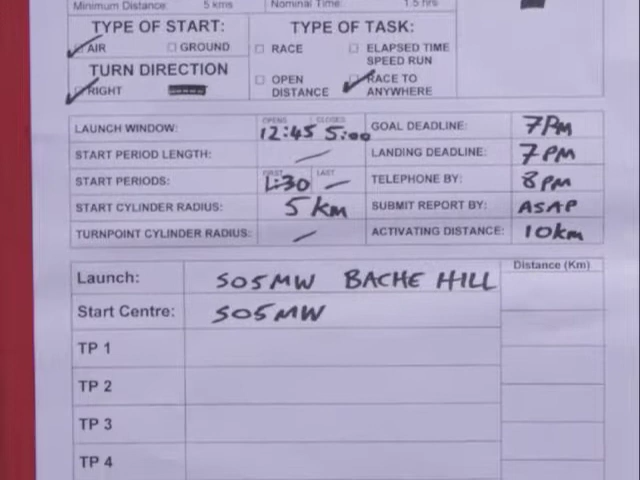 Minimum Distance: 5 kms Nominal Time: 1.5 hrs
TYPE OF START: TYPE OF TASK:
AIR GROUND RACE ELAPSED TIME SPEED RUN
TURN DIRECTION
RIGHT OPEN DISTANCE RACE TO ANYWHERE
LAUNCH WINDOW: OPENS 12:45 CLOSES 5:00 GOAL DEADLINE: 7PM
START PERIOD LENGTH: — LANDING DEADLINE: 7PM
START PERIODS: FIRST 1:30 LAST — TELEPHONE BY: 8PM
START CYLINDER RADIUS: 5 km SUBMIT REPORT BY: ASAP
TURNPOINT CYLINDER RADIUS: — ACTIVATING DISTANCE: 10km
Distance (Km)
Launch: S05MW BACHE HILL
Start Centre: S05MW
TP 1
TP 2
TP 3
TP 4